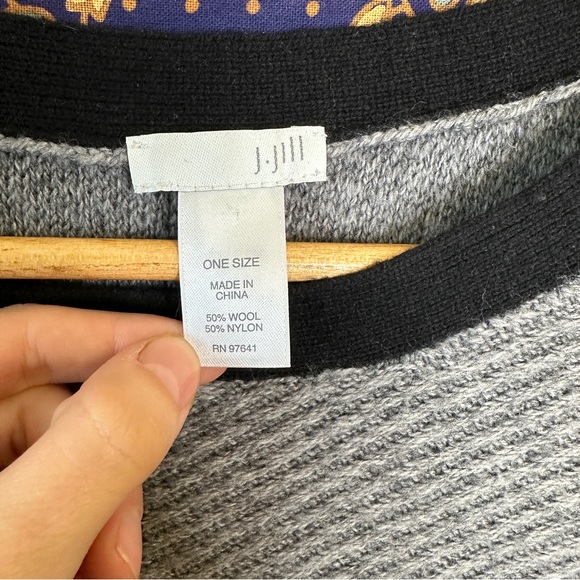 J.Jill
ONE SIZE
MADE IN
CHINA
50% WOOL
50% NYLON
RN 97641